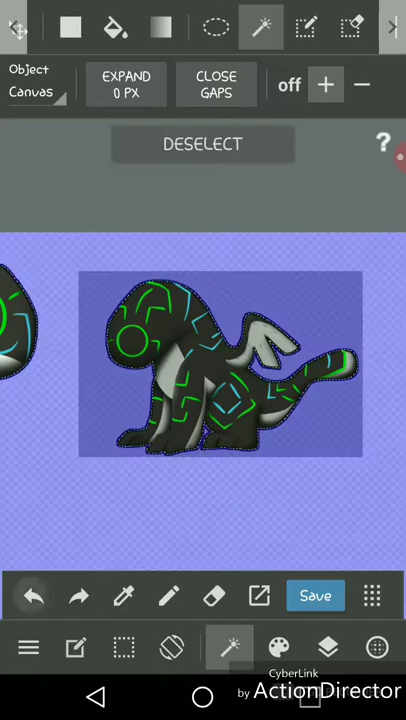 Object
Canvas
EXPAND
0 PX
CLOSE
GAPS
off
DESELECT
?
Save
CyberLink
by ActionDirector